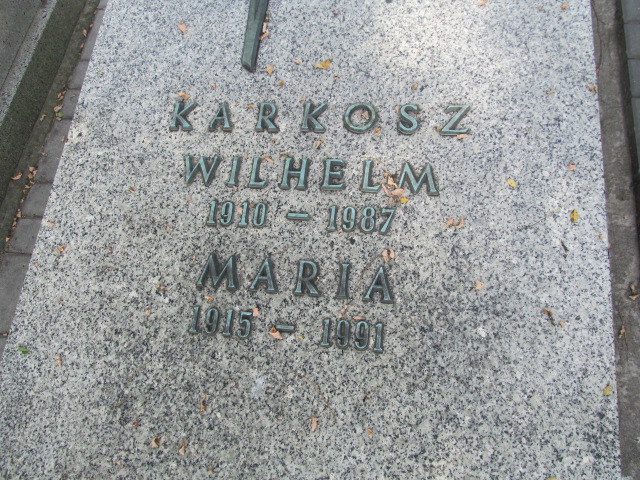 KARKOSZ
WILHELM
1910 - 1987
MARIA
1915 - 1991